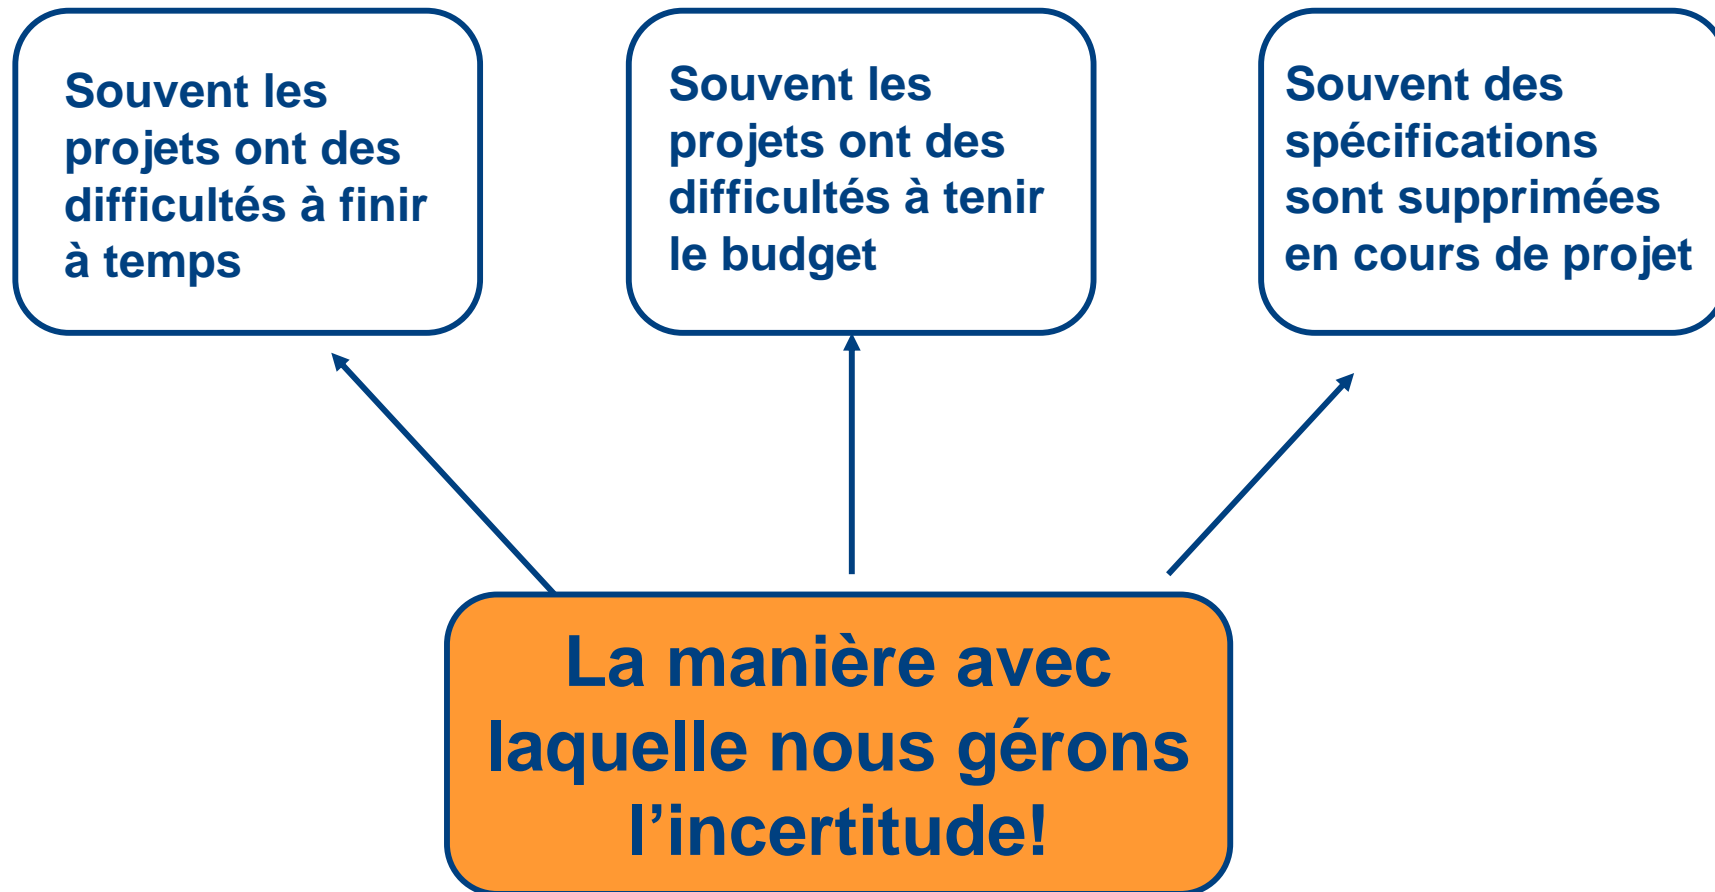 Souvent les
projets ont des
difficultés à finir
à temps
Souvent les
projets ont des
difficultés à tenir
le budget
Souvent des
spécifications
sont supprimées
en cours de projet
La manière avec
laquelle nous gérons
l’incertitude!